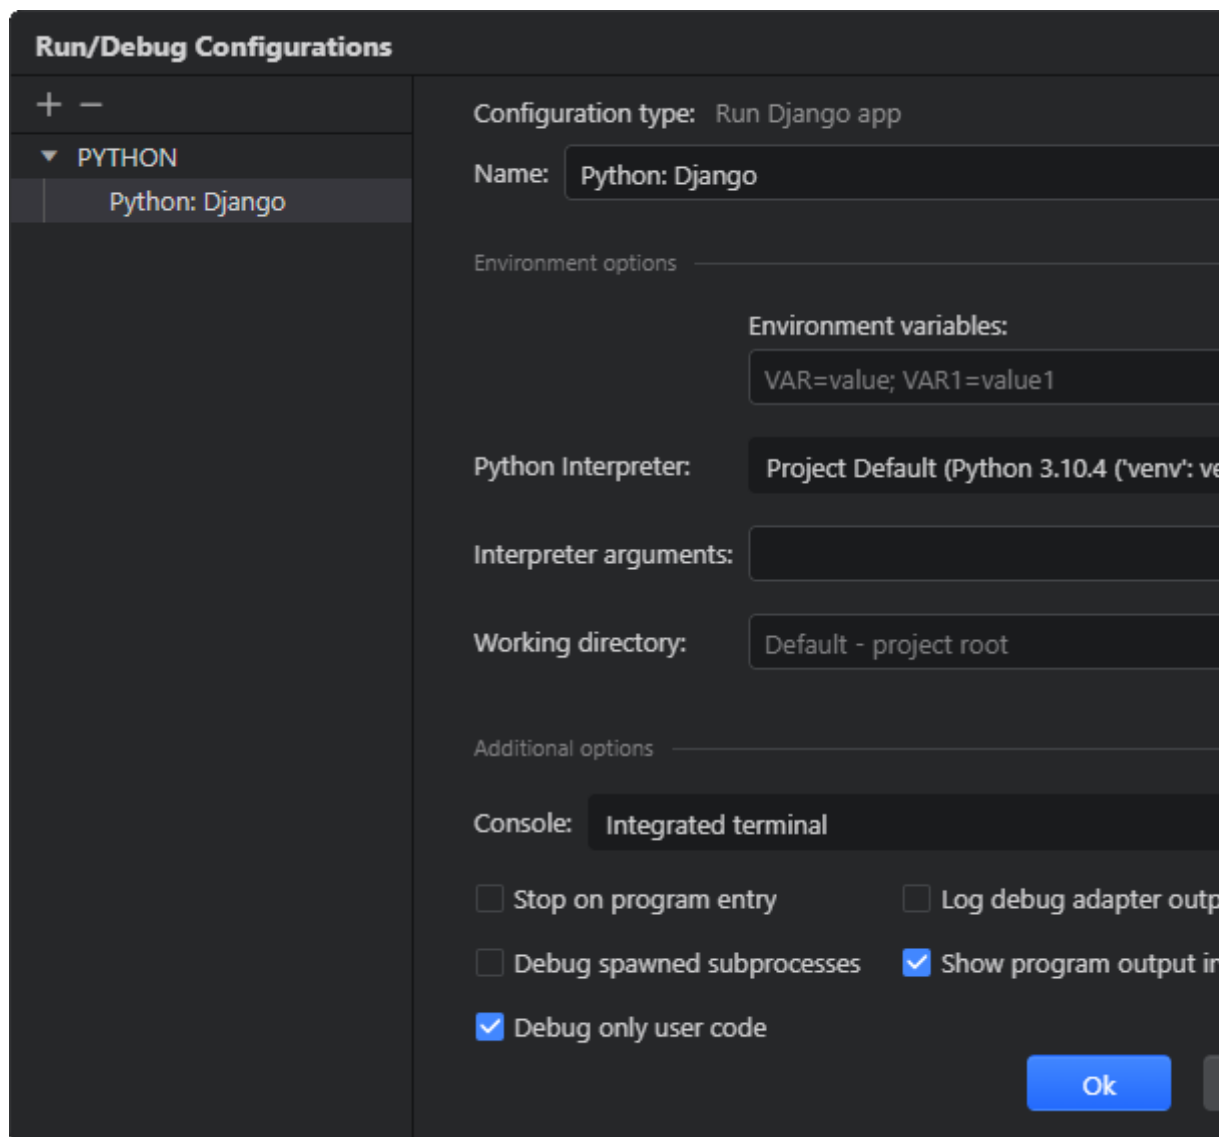 Run/Debug Configurations
Configuration type: Run Django app
PYTHON
Name: Python: Django
Python: Django
Environment options
Environment variables:
VAR=value; VAR1=value1
Python Interpreter: Project Default (Python 3.10.4 ('venv':
Interpreter arguments:
Working directory: Default - project root
Additional options
Console: Integrated terminal
Stop on program entry Log debug adapter
Debug spawned subprocesses Show program output
Debug only user code
Ok